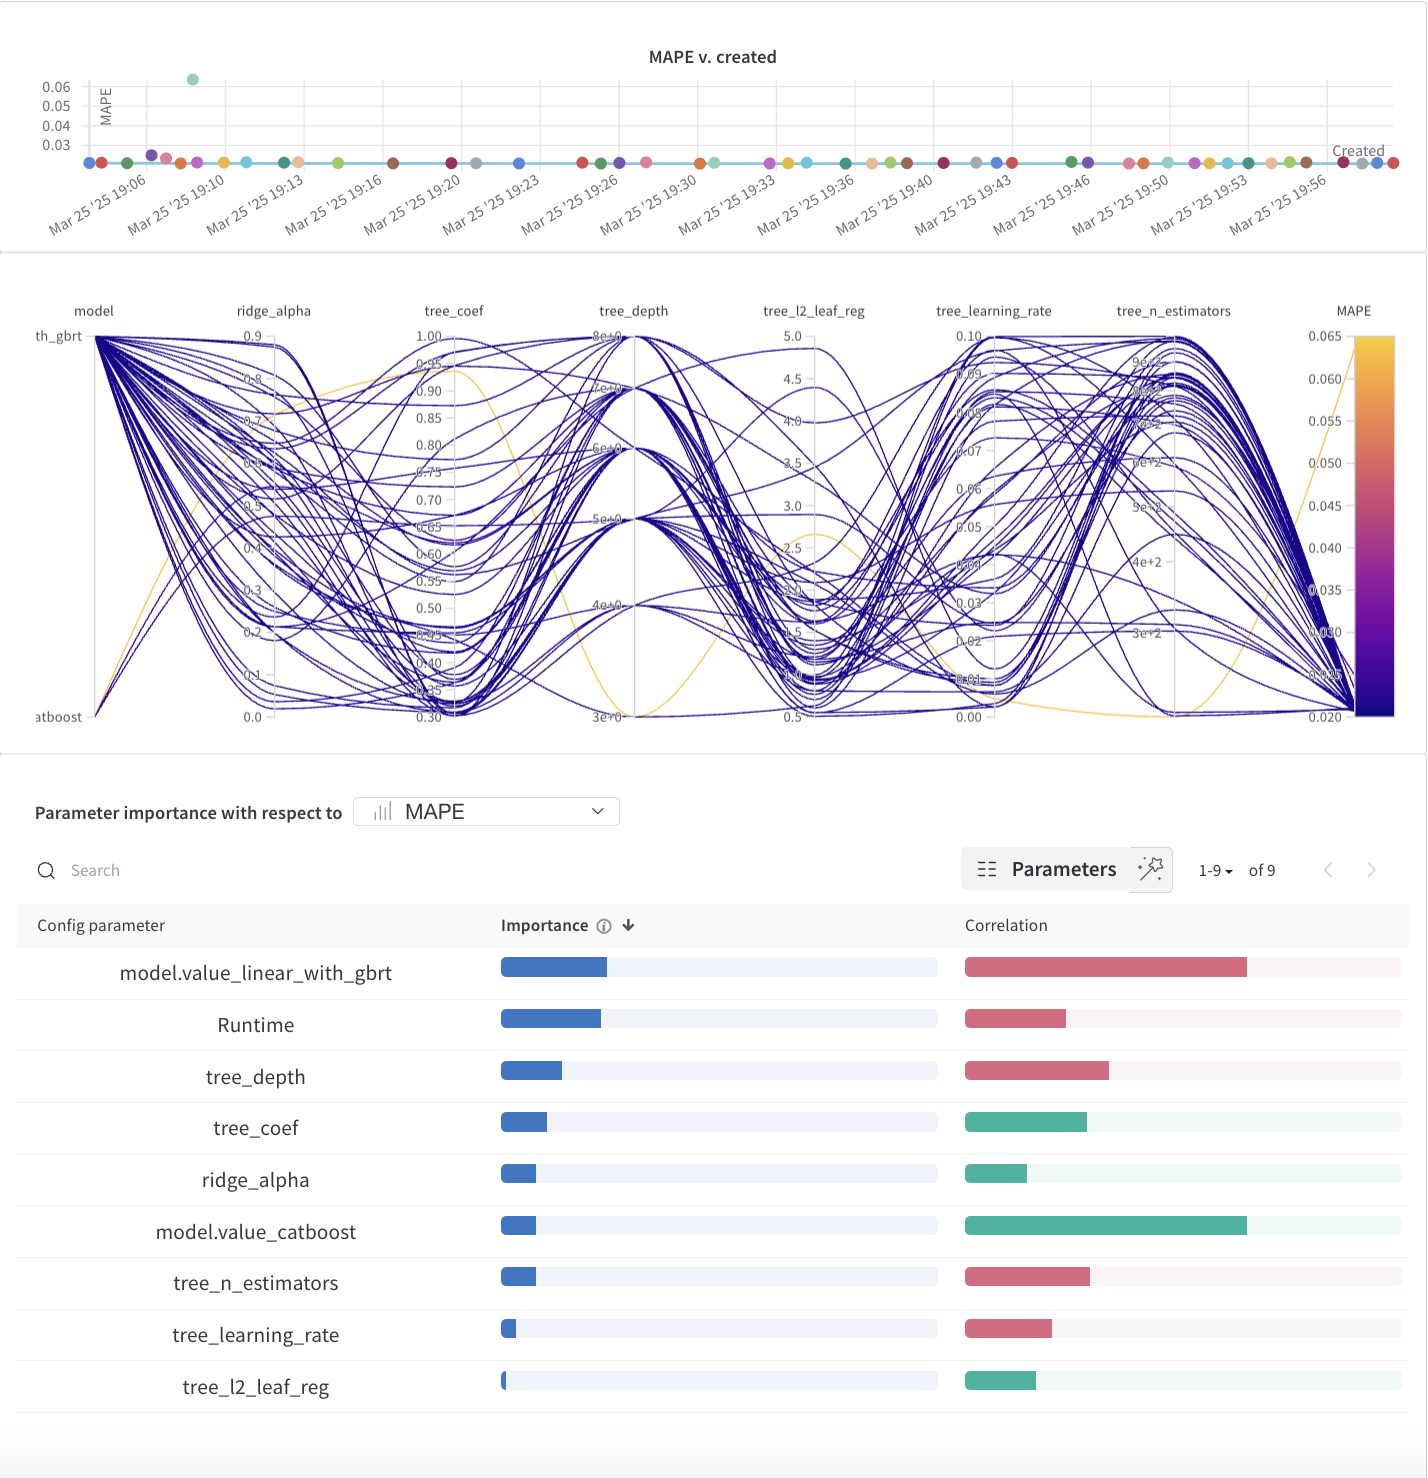 MAPE v. created
0.06
0.05
0.04
0.03
MAPE
Created
Mar 25 '25 19:06
Mar 25 '25 19:10
Mar 25 '25 19:13
Mar 25 '25 19:16
Mar 25 '25 19:20
Mar 25 '25 19:23
Mar 25 '25 19:26
Mar 25 '25 19:30
Mar 25 '25 19:33
Mar 25 '25 19:36
Mar 25 '25 19:40
Mar 25 '25 19:43
Mar 25 '25 19:46
Mar 25 '25 19:50
Mar 25 '25 19:53
Mar 25 '25 19:56
model ridge_alpha tree_coef tree_depth tree_l2_leaf_reg tree_learning_rate tree_n_estimators MAPE
th_gbrt
atboost
0.9
0.8
0.7
0.6
0.5
0.4
0.3
0.2
0.1
0.0
1.00
0.95
0.90
0.85
0.80
0.75
0.70
0.65
0.60
0.55
0.50
0.45
0.40
0.35
0.30
8e+0
7e+0
6e+0
5e+0
4e+0
3e+0
5.0
4.5
4.0
3.5
3.0
2.5
2.0
1.5
1.0
0.5
0.10
0.09
0.08
0.07
0.06
0.05
0.04
0.03
0.02
0.01
0.00
9e+2
8e+2
7e+2
6e+2
5e+2
4e+2
3e+2
0.065
0.060
0.055
0.050
0.045
0.040
0.035
0.030
0.025
0.020
Parameter importance with respect to MAPE
Search Parameters 1-9 of 9
Config parameter Importance Correlation
model.value_linear_with_gbrt
Runtime
tree_depth
tree_coef
ridge_alpha
model.value_catboost
tree_n_estimators
tree_learning_rate
tree_l2_leaf_reg